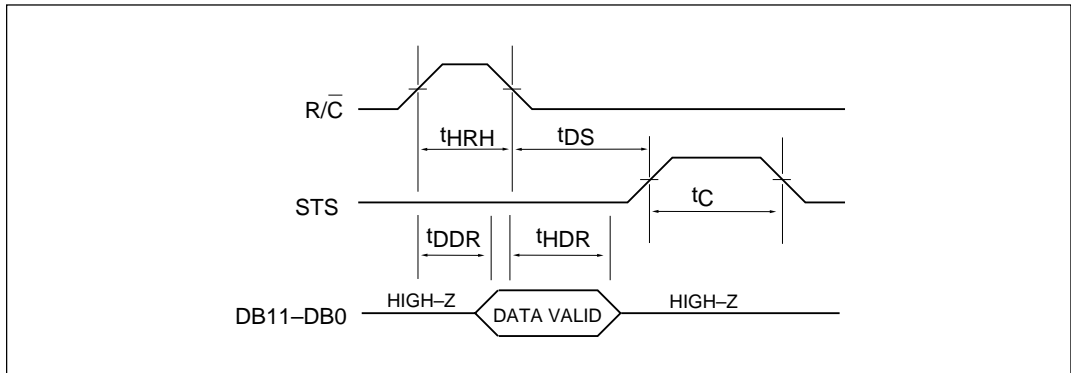 R/C̅
tHRH
tDS
STS
tC
tDDR
tHDR
HIGH–Z
HIGH–Z
DB11–DB0
DATA VALID